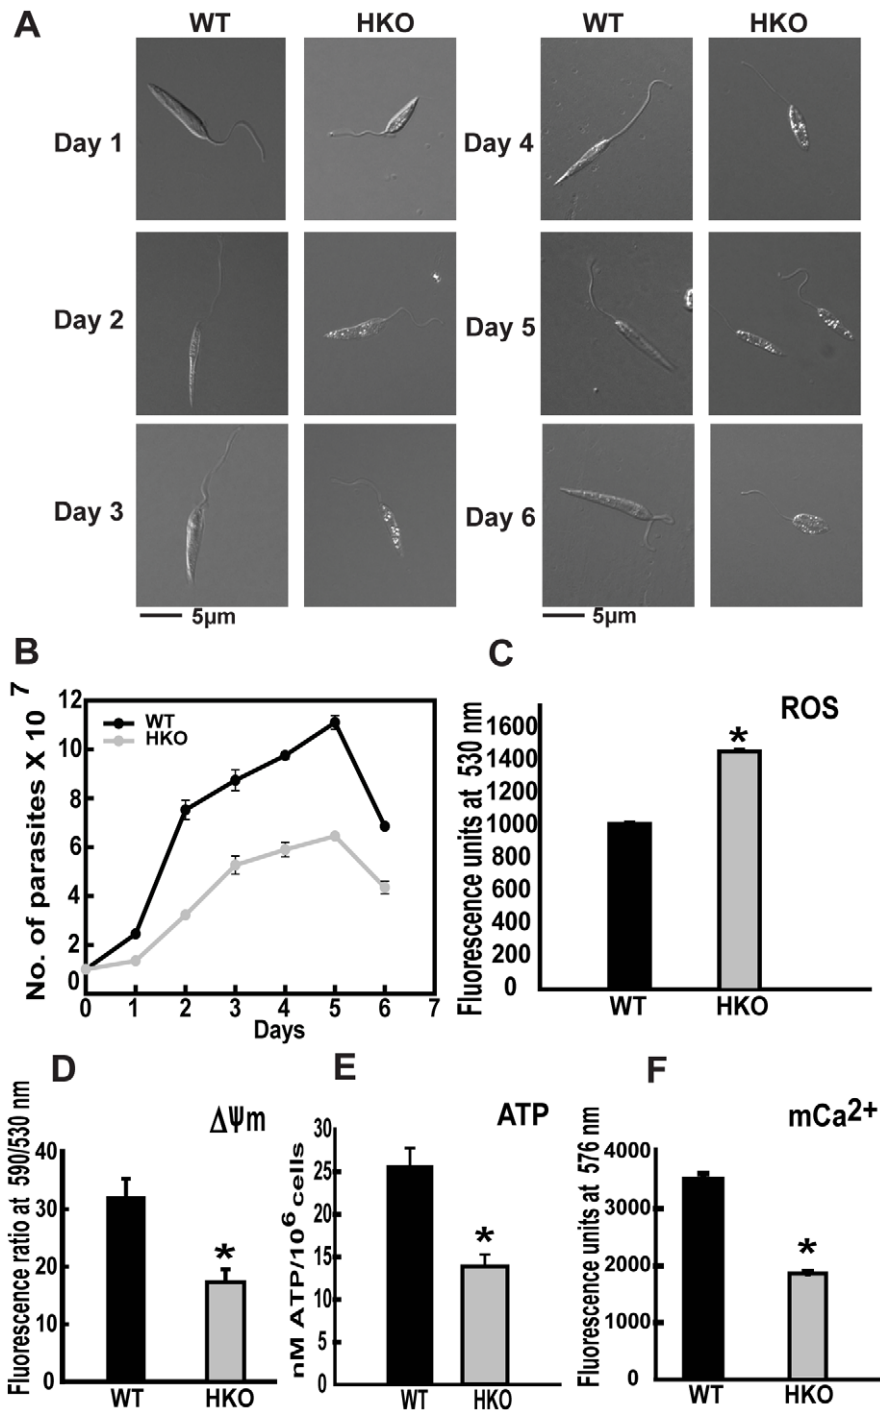 A
WT HKO WT HKO
Day 1 Day 4
Day 2 Day 5
Day 3 Day 6
5µm 5µm
B
No. of parasites X 10 7
12
10
8
6
4
2
0
WT
HKO
0 1 2 3 4 5 6 7
Days
C
ROS
Fluorescence units at 530 nm
1600
1400
1200
1000
800
600
400
200
0
*
WT HKO
D
ΔΨm
Fluorescence ratio at 590/530 nm
40
30
20
10
0
*
WT HKO
E
ATP
nM ATP/10⁶ cells
30
25
20
15
10
5
0
*
WT HKO
F
mCa2+
Fluorescence units at 576 nm
4000
3000
2000
1000
0
*
WT HKO